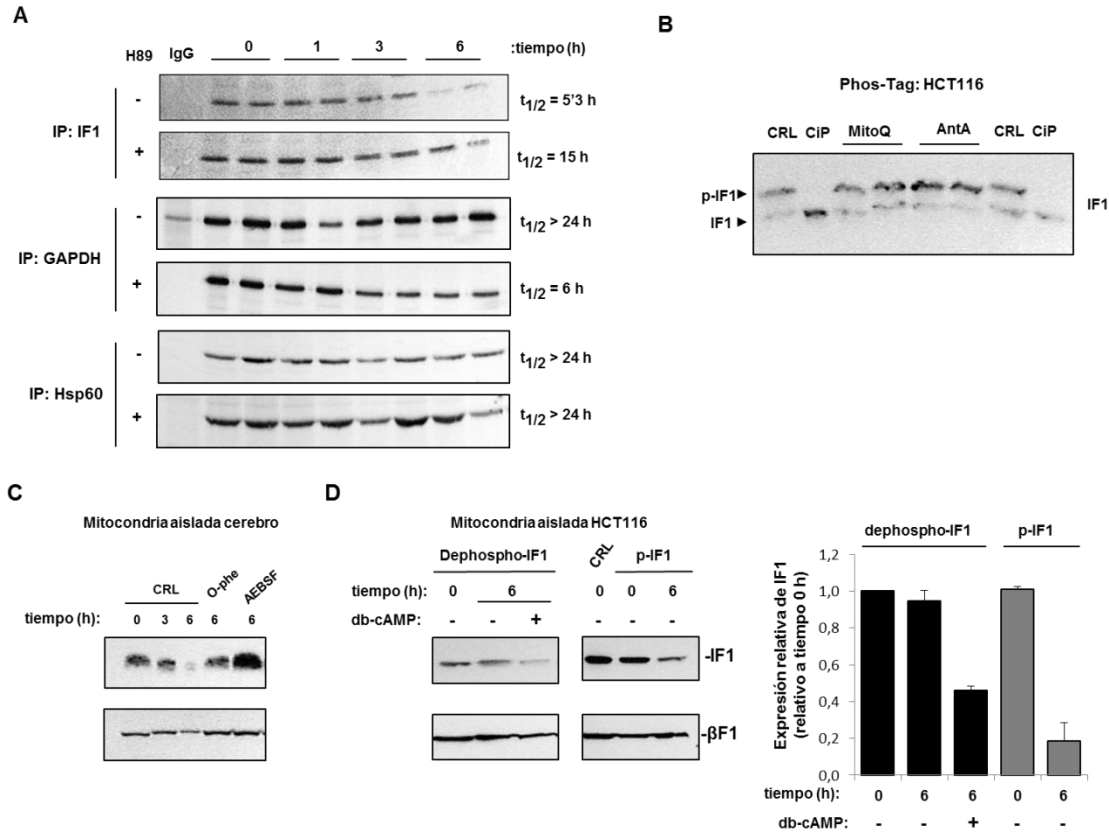 A
H89 IgG 0 1 3 6 :tiempo (h)
IP: IF1
- t1/2 = 5'3 h
+ t1/2 = 15 h
IP: GAPDH
- t1/2 > 24 h
+ t1/2 = 6 h
IP: Hsp60
- t1/2 > 24 h
+ t1/2 > 24 h
B
Phos-Tag: HCT116
CRL CiP MitoQ AntA CRL CiP
p-IF1
IF1
IF1
C
Mitocondria aislada cerebro
CRL O-phe AEBSF
tiempo (h): 0 3 6 6 6
D
Mitocondria aislada HCT116
Dephospho-IF1 CRL p-IF1
tiempo (h): 0 6 0 6
db-cAMP: - - + - - -
-IF1
-βF1
dephospho-IF1 p-IF1
Expresión relativa de IF1
(relativo a tiempo 0 h)
1,2
1,0
0,8
0,6
0,4
0,2
0,0
tiempo (h): 0 6 6 0 6
db-cAMP: - - + - -